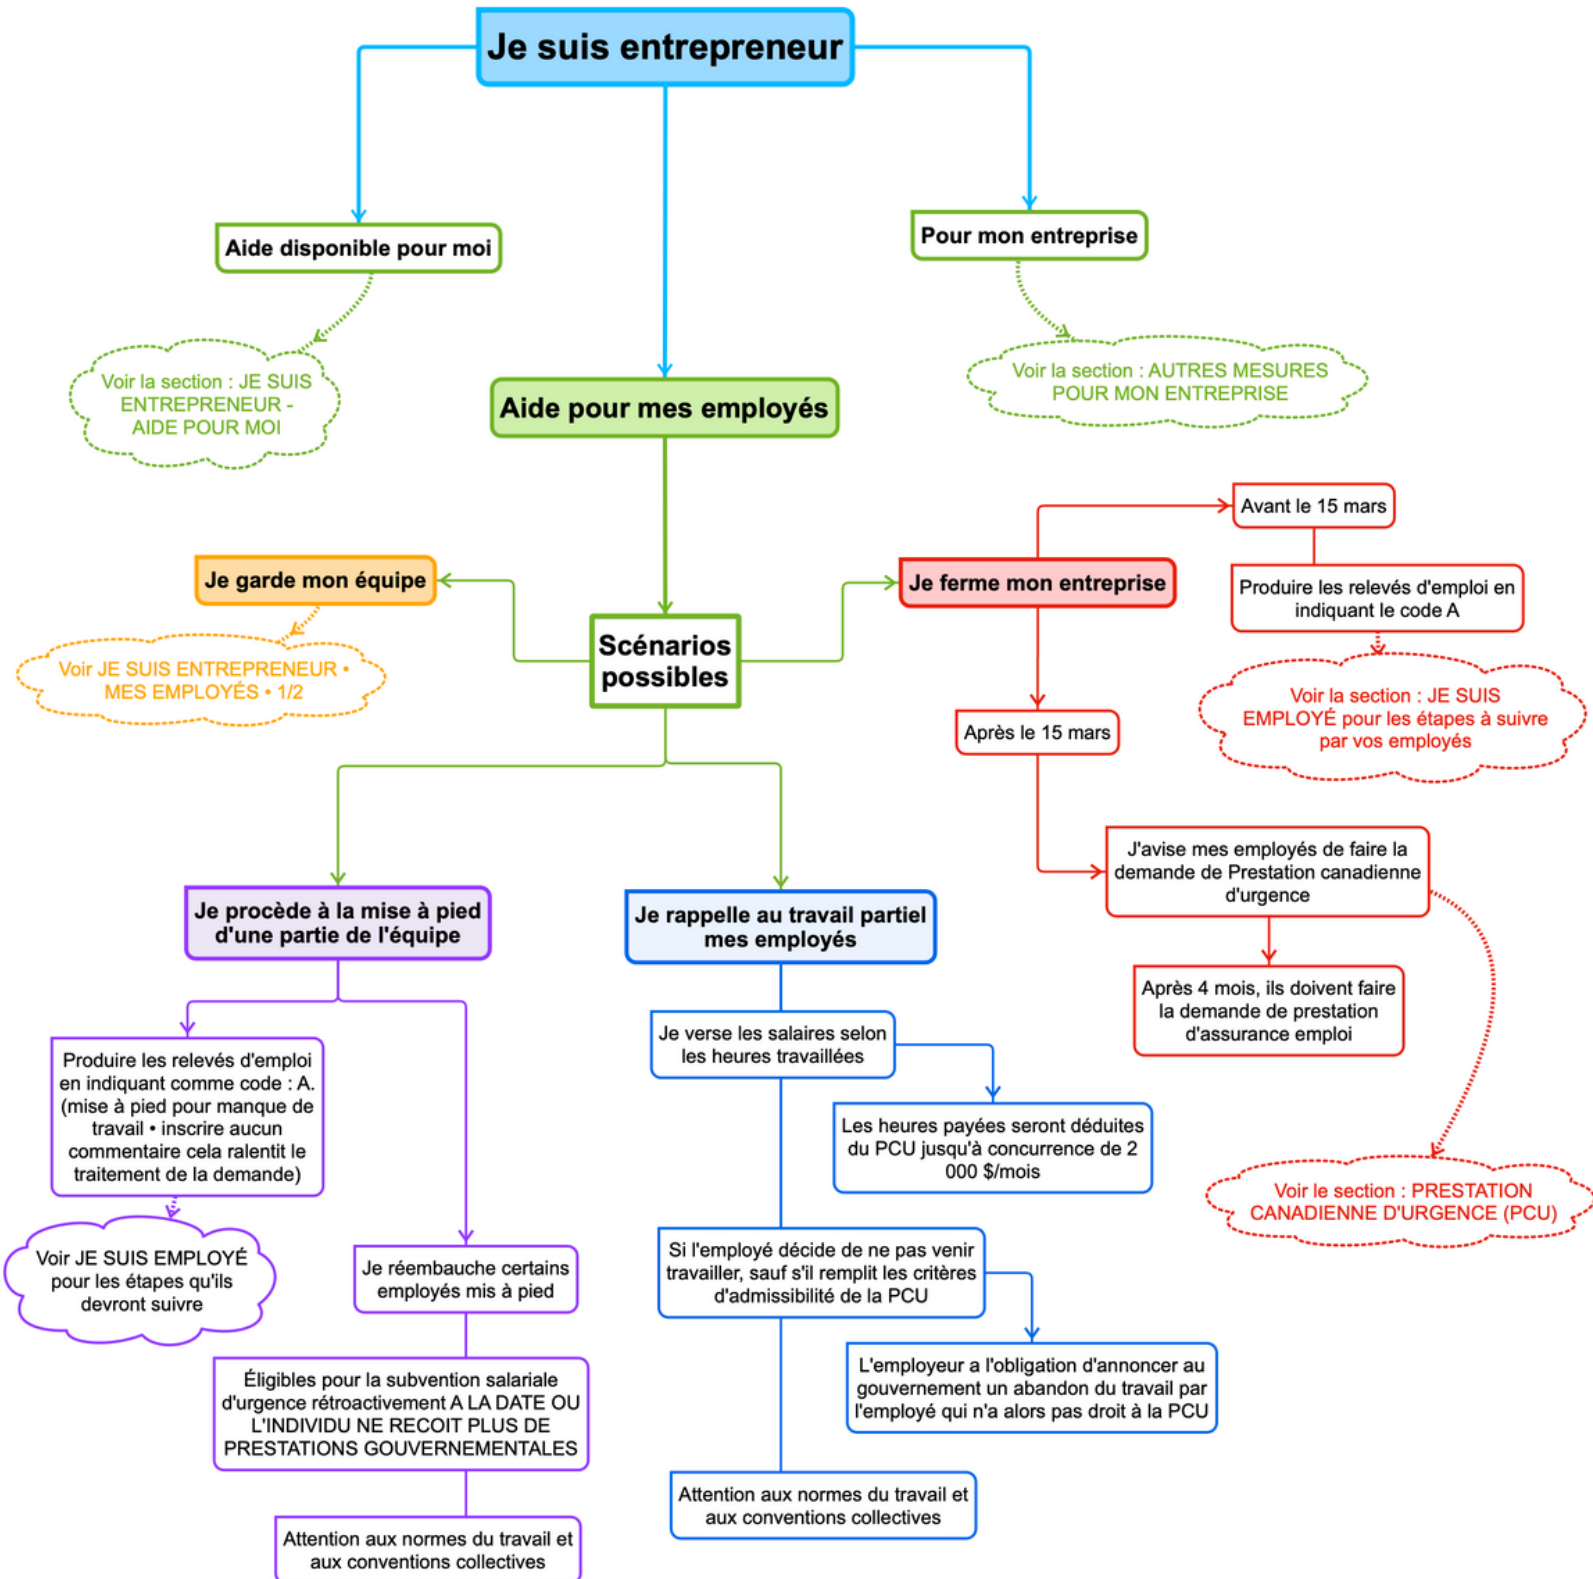 Je suis entrepreneur
Aide disponible pour moi
Pour mon entreprise
Voir la section : JE SUIS
ENTREPRENEUR -
AIDE POUR MOI
Voir la section : AUTRES MESURES
POUR MON ENTREPRISE
Aide pour mes employés
Avant le 15 mars
Je garde mon équipe
Je ferme mon entreprise
Produire les relevés d'emploi en
indiquant le code A
Scénarios
possibles
Voir JE SUIS ENTREPRENEUR •
MES EMPLOYÉS • 1/2
Voir la section : JE SUIS
EMPLOYÉ pour les étapes à suivre
par vos employés
Après le 15 mars
J'avise mes employés de faire la
demande de Prestation canadienne
d'urgence
Je procède à la mise à pied
d'une partie de l'équipe
Je rappelle au travail partiel
mes employés
Après 4 mois, ils doivent faire
la demande de prestation
d'assurance emploi
Produire les relevés d'emploi
en indiquant comme code : A.
(mise à pied pour manque de
travail • inscrire aucun
commentaire cela ralentit le
traitement de la demande)
Je verse les salaires selon
les heures travaillées
Les heures payées seront déduites
du PCU jusqu'à concurrence de 2
000 $/mois
Voir le section : PRESTATION
CANADIENNE D'URGENCE (PCU)
Voir JE SUIS EMPLOYÉ
pour les étapes qu'ils
devront suivre
Je réembauche certains
employés mis à pied
Si l'employé décide de ne pas venir
travailler, sauf s'il remplit les critères
d'admissibilité de la PCU
L'employeur a l'obligation d'annoncer au
gouvernement un abandon du travail par
l'employé qui n'a alors pas droit à la PCU
Éligibles pour la subvention salariale
d'urgence rétroactivement A LA DATE OU
L'INDIVIDU NE RECOIT PLUS DE
PRESTATIONS GOUVERNEMENTALES
Attention aux normes du travail et
aux conventions collectives
Attention aux normes du travail et
aux conventions collectives